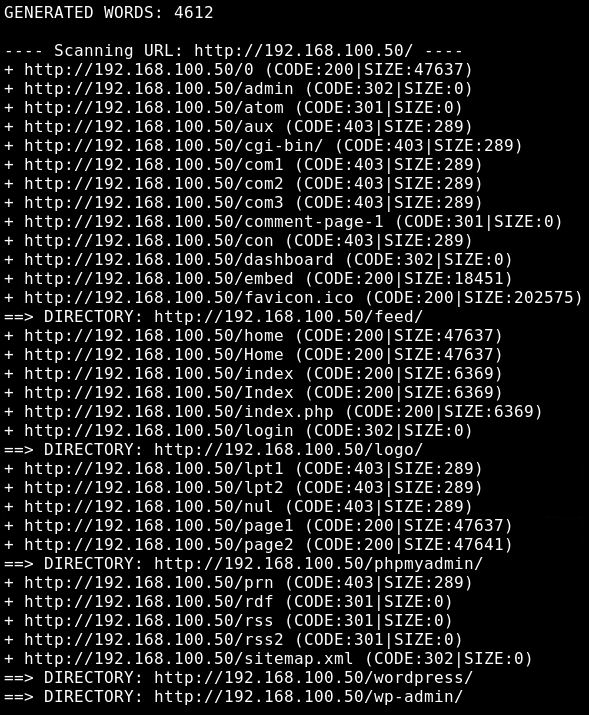 GENERATED WORDS: 4612
---- Scanning URL: http://192.168.100.50/ ----
+ http://192.168.100.50/0 (CODE:200|SIZE:47637)
+ http://192.168.100.50/admin (CODE:302|SIZE:0)
+ http://192.168.100.50/atom (CODE:301|SIZE:0)
+ http://192.168.100.50/aux (CODE:403|SIZE:289)
+ http://192.168.100.50/cgi-bin/ (CODE:403|SIZE:289)
+ http://192.168.100.50/com1 (CODE:403|SIZE:289)
+ http://192.168.100.50/com2 (CODE:403|SIZE:289)
+ http://192.168.100.50/com3 (CODE:403|SIZE:289)
+ http://192.168.100.50/comment-page-1 (CODE:301|SIZE:0)
+ http://192.168.100.50/con (CODE:403|SIZE:289)
+ http://192.168.100.50/dashboard (CODE:302|SIZE:0)
+ http://192.168.100.50/embed (CODE:200|SIZE:18451)
+ http://192.168.100.50/favicon.ico (CODE:200|SIZE:202575)
==> DIRECTORY: http://192.168.100.50/feed/
+ http://192.168.100.50/home (CODE:200|SIZE:47637)
+ http://192.168.100.50/Home (CODE:200|SIZE:47637)
+ http://192.168.100.50/index (CODE:200|SIZE:6369)
+ http://192.168.100.50/Index (CODE:200|SIZE:6369)
+ http://192.168.100.50/index.php (CODE:200|SIZE:6369)
+ http://192.168.100.50/login (CODE:302|SIZE:0)
==> DIRECTORY: http://192.168.100.50/logo/
+ http://192.168.100.50/lpt1 (CODE:403|SIZE:289)
+ http://192.168.100.50/lpt2 (CODE:403|SIZE:289)
+ http://192.168.100.50/nul (CODE:403|SIZE:289)
+ http://192.168.100.50/page1 (CODE:200|SIZE:47637)
+ http://192.168.100.50/page2 (CODE:200|SIZE:47641)
==> DIRECTORY: http://192.168.100.50/phpmyadmin/
+ http://192.168.100.50/prn (CODE:403|SIZE:289)
+ http://192.168.100.50/rdf (CODE:301|SIZE:0)
+ http://192.168.100.50/rss (CODE:301|SIZE:0)
+ http://192.168.100.50/rss2 (CODE:301|SIZE:0)
+ http://192.168.100.50/sitemap.xml (CODE:302|SIZE:0)
==> DIRECTORY: http://192.168.100.50/wordpress/
==> DIRECTORY: http://192.168.100.50/wp-admin/